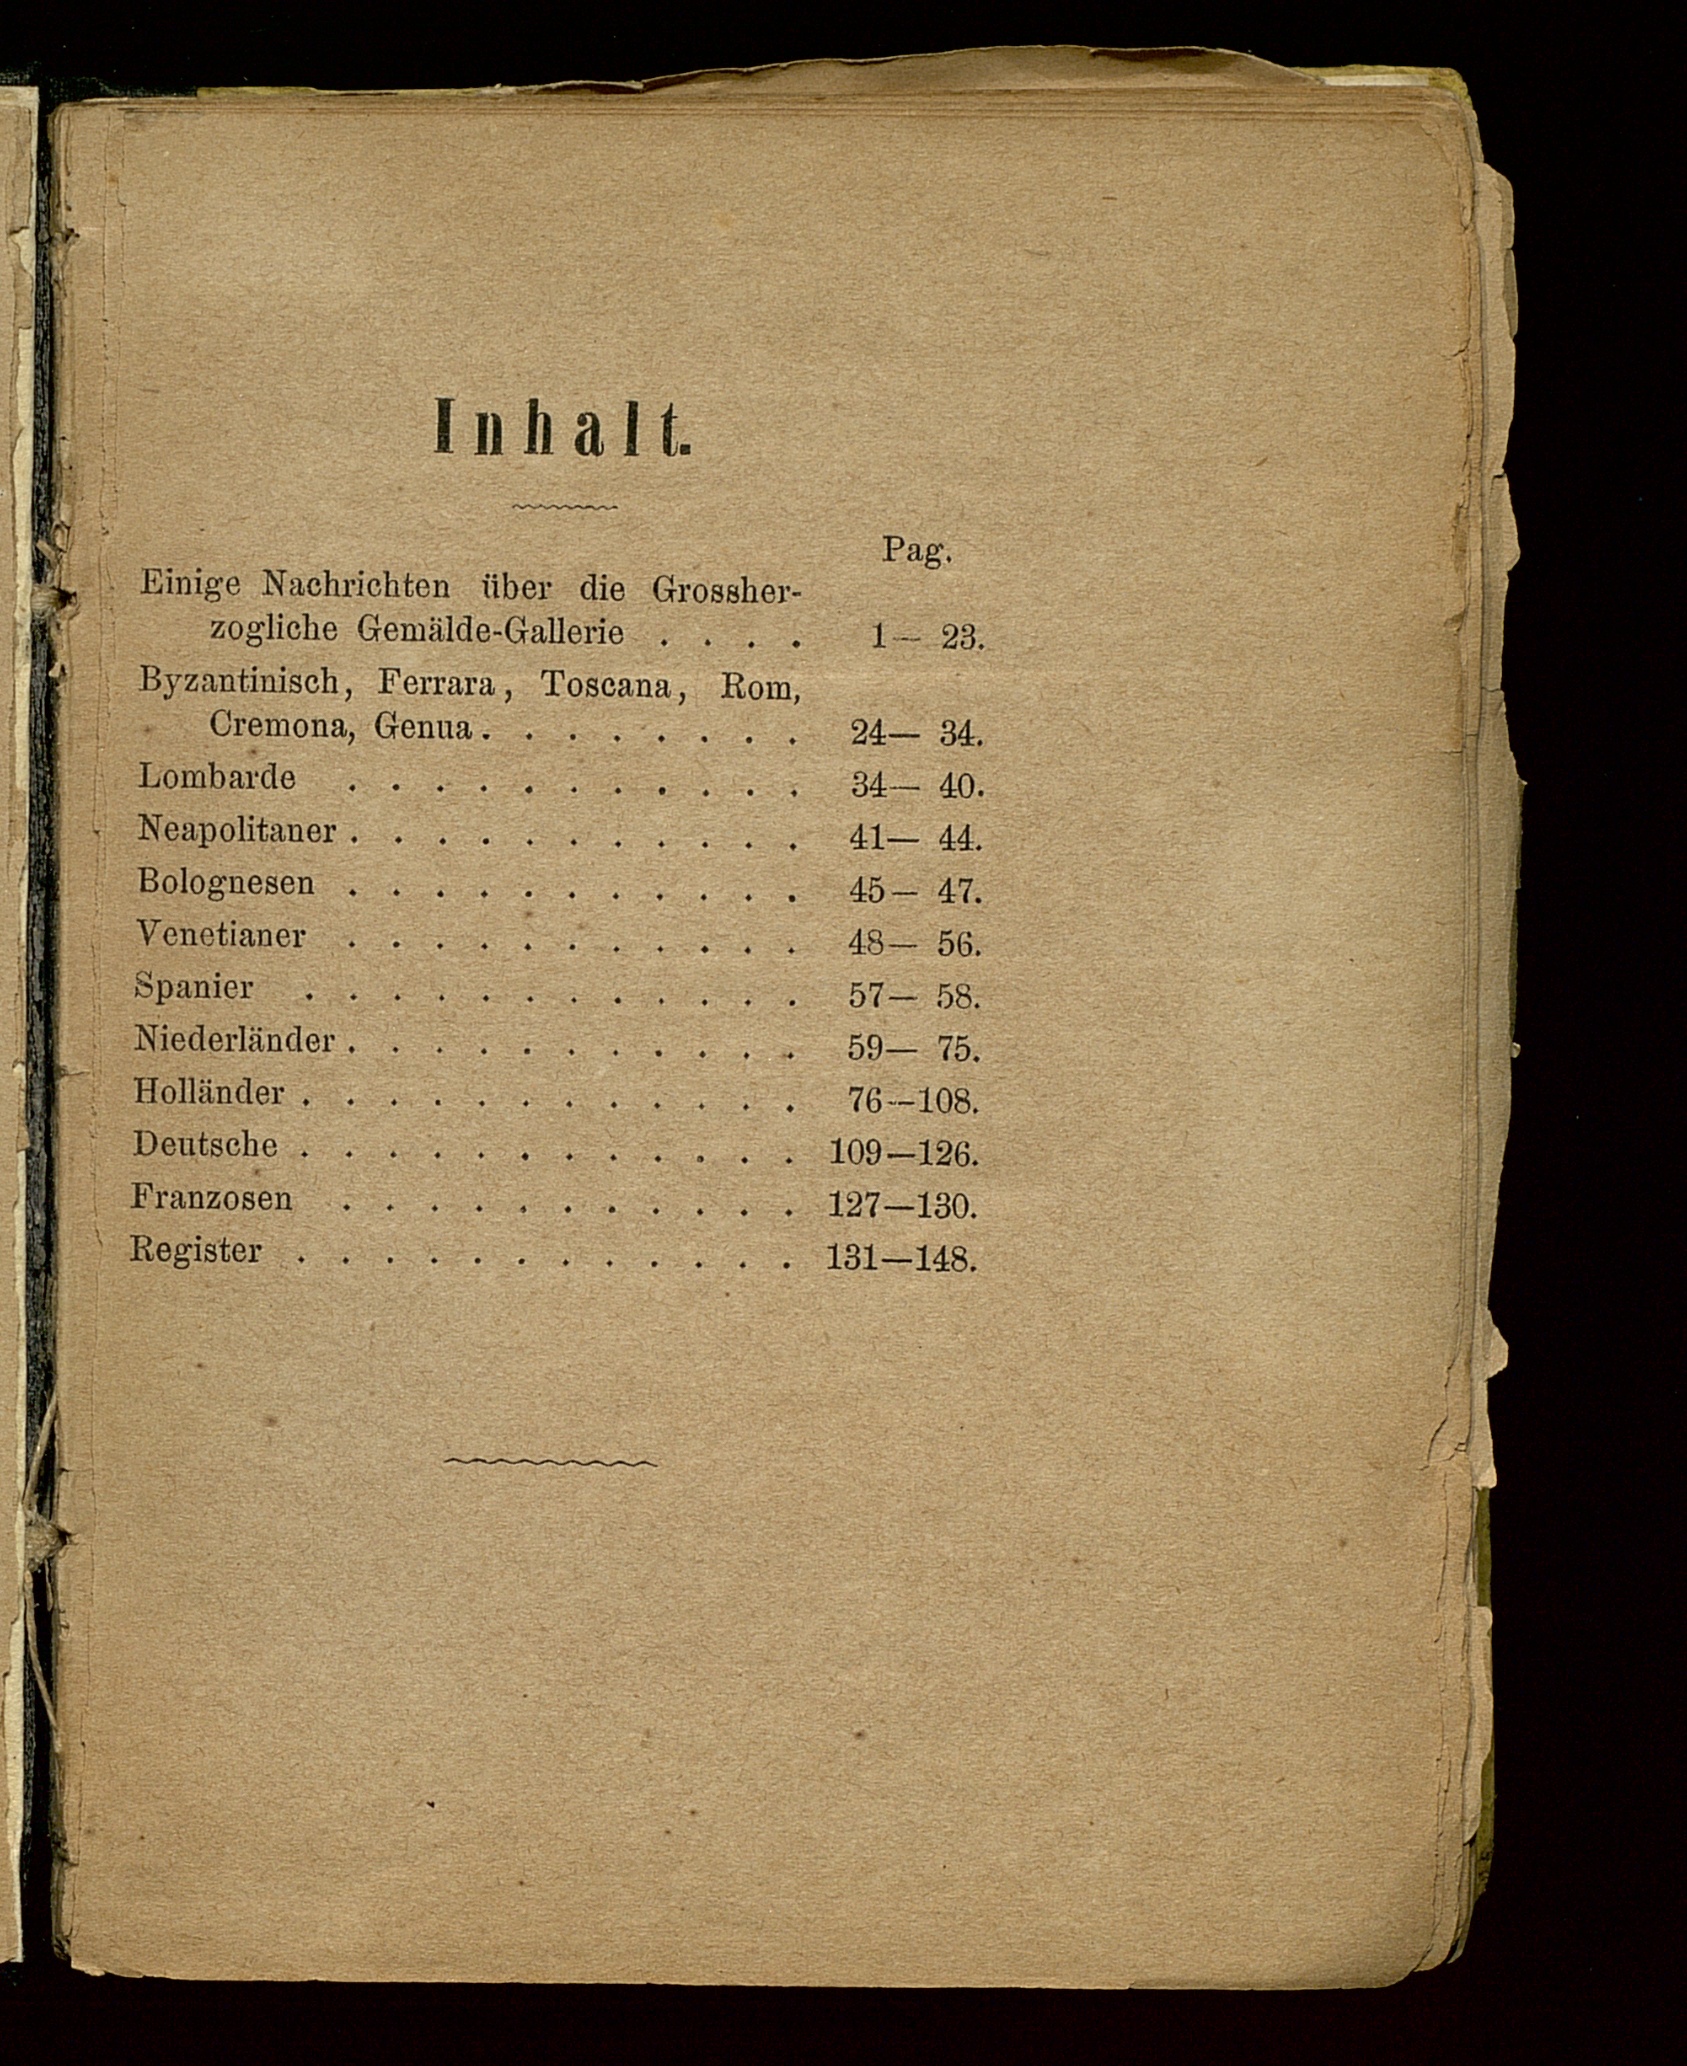 Inhalt.
Pag.
Einige Nachrichten über die Grossher-
zogliche Gemälde-Gallerie . . . . 1— 23.
Byzantinisch, Ferrara, Toscana, Rom,
Cremona, Genua . . . . . . . . 24— 34.
Lombarde . . . . . . . . . . . 34— 40.
Neapolitaner . . . . . . . . . . . 41— 44.
Bolognesen . . . . . . . . . . . 45— 47.
Venetianer . . . . . . . . . . . 48— 56.
Spanier . . . . . . . . . . . . 57— 58.
Niederländer . . . . . . . . . . . 59— 75.
Holländer . . . . . . . . . . . . 76—108.
Deutsche . . . . . . . . . . . . 109—126.
Franzosen . . . . . . . . . . . 127—130.
Register . . . . . . . . . . . . 131—148.